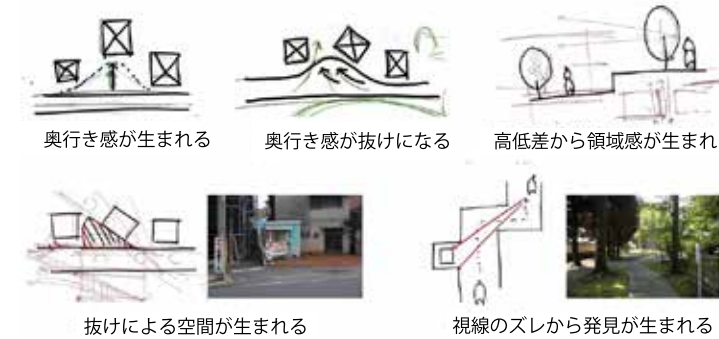 奥行き感が生まれる
奥行き感が抜けになる
高低差から領域感が生まれ
抜けによる空間が生まれる
視線のズレから発見が生まれる